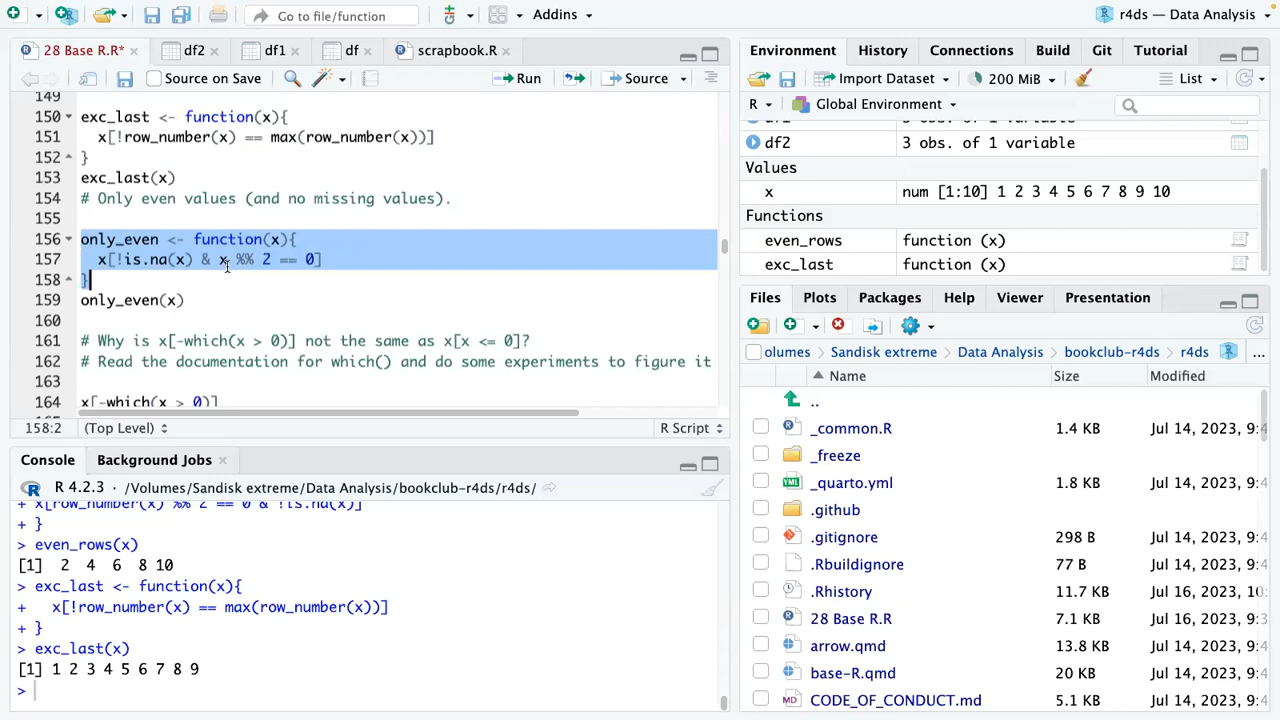 Go to file/function
Addins
r4ds — Data Analysis
28 Base R.R*
df2
df1
df
scrapbook.R
Source on Save
Run
Source
149
150 exc_last <- function(x){
151 x[!row_number(x) == max(row_number(x))]
152 }
153 exc_last(x)
154 # Only even values (and no missing values).
155
156 only_even <- function(x){
157 x[!is.na(x) & x %% 2 == 0]
158 }
159 only_even(x)
160
161 # Why is x[-which(x > 0)] not the same as x[x <= 0]?
162 # Read the documentation for which() and do some experiments to figure it
163
164 x[-which(x > 0)]
158:2 (Top Level) R Script
Console Background Jobs
R 4.2.3 · /Volumes/Sandisk extreme/Data Analysis/bookclub-r4ds/r4ds/
+ x[row_number(x) %% 2 == 0 & !is.na(x)]
+ }
> even_rows(x)
[1] 2 4 6 8 10
> exc_last <- function(x){
+ x[!row_number(x) == max(row_number(x))]
+ }
> exc_last(x)
[1] 1 2 3 4 5 6 7 8 9
>
Environment History Connections Build Git Tutorial
Import Dataset 200 MiB List
R Global Environment
df1 3 obs. of 1 variable
df2 3 obs. of 1 variable
Values
x num [1:10] 1 2 3 4 5 6 7 8 9 10
Functions
even_rows function (x)
exc_last function (x)
Files Plots Packages Help Viewer Presentation
olumes Sandisk extreme Data Analysis bookclub-r4ds r4ds ...
Name Size Modified
..
_common.R 1.4 KB Jul 14, 2023, 9:4
_freeze
_quarto.yml 1.8 KB Jul 14, 2023, 9:4
.github
.gitignore 298 B Jul 14, 2023, 9:4
.Rbuildignore 77 B Jul 14, 2023, 9:4
.Rhistory 11.7 KB Jul 16, 2023, 10:
28 Base R.R 7.1 KB Jul 16, 2023, 9:4
arrow.qmd 13.8 KB Jul 14, 2023, 9:4
base-R.qmd 20 KB Jul 14, 2023, 9:4
CODE_OF_CONDUCT.md 5.1 KB Jul 14, 2023, 9:4